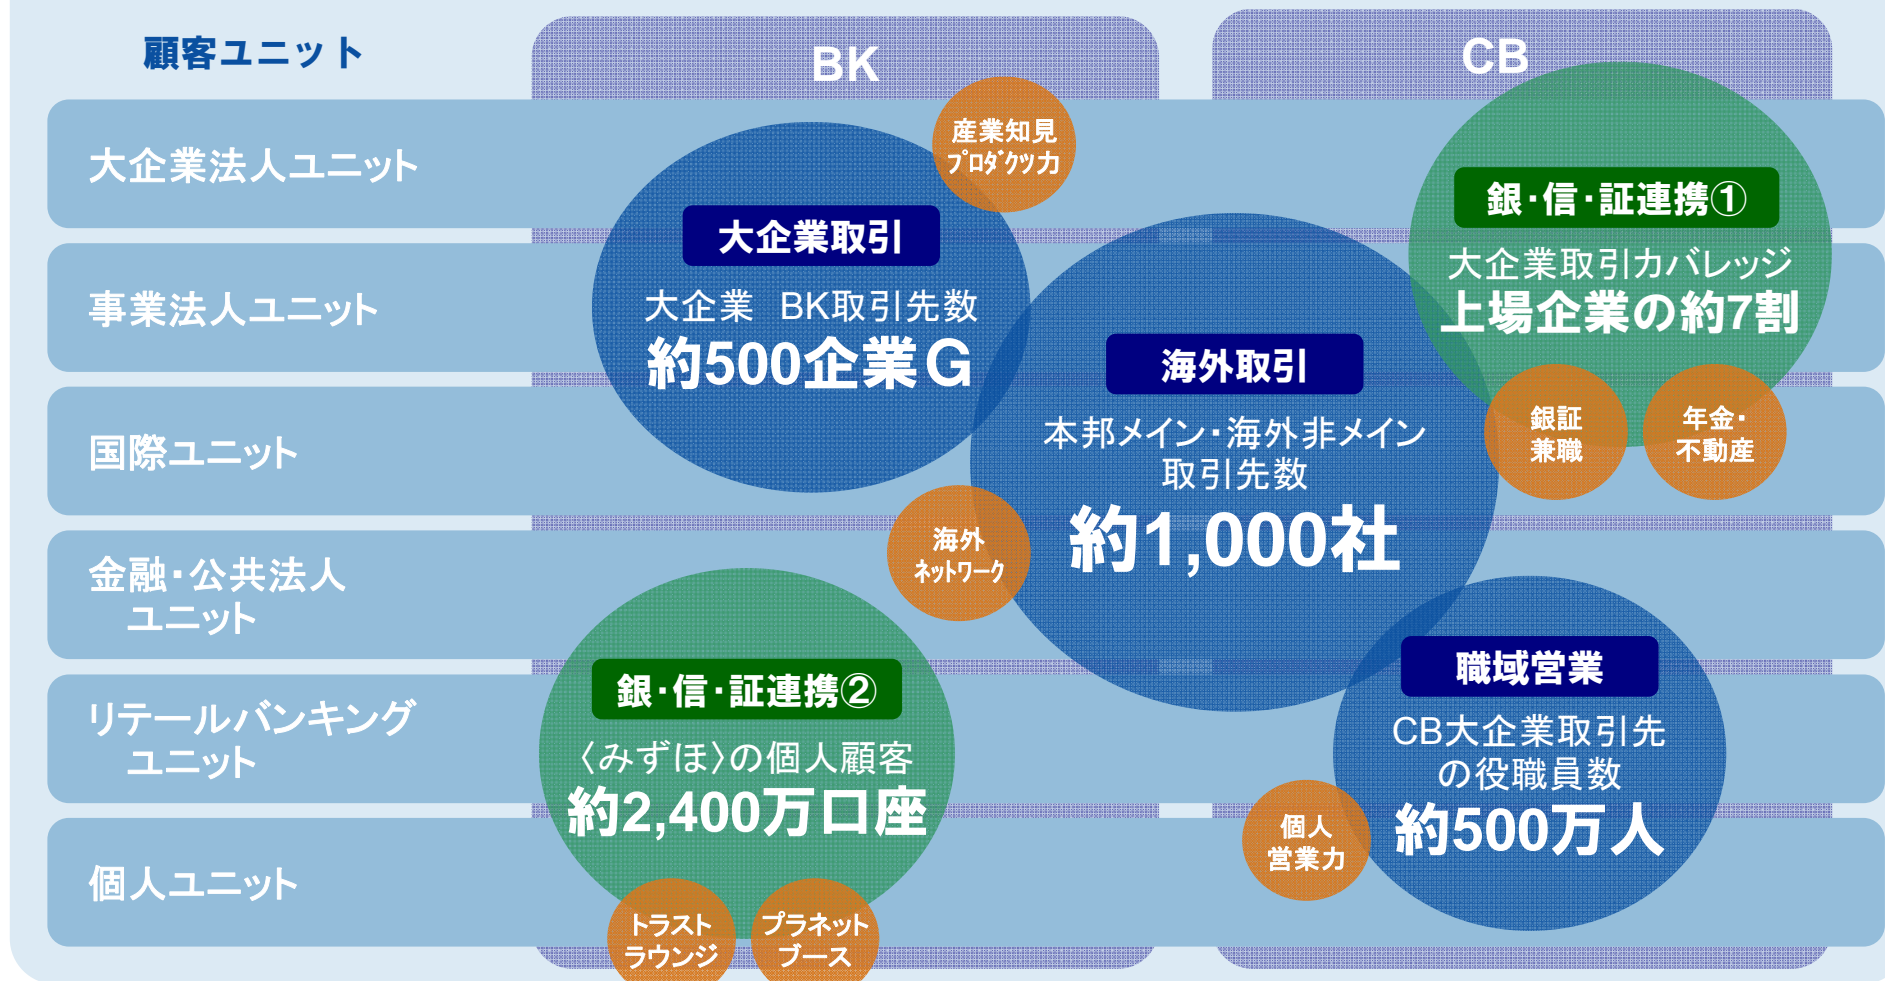 顧客ユニット
BK
CB
大企業法人ユニット
事業法人ユニット
国際ユニット
金融・公共法人
ユニット
リテールバンキング
ユニット
個人ユニット
産業知見
プロダクツ力
大企業取引
大企業　BK取引先数
約500企業G
銀・信・証連携①
大企業取引カバレッジ
上場企業の約7割
銀証
兼職
年金・
不動産
海外取引
本邦メイン・海外非メイン
取引先数
約1,000社
海外
ネットワーク
銀・信・証連携②
〈みずほ〉の個人顧客
約2,400万口座
トラスト
ラウンジ
プラネット
ブース
職域営業
CB大企業取引先
の役職員数
約500万人
個人
営業力